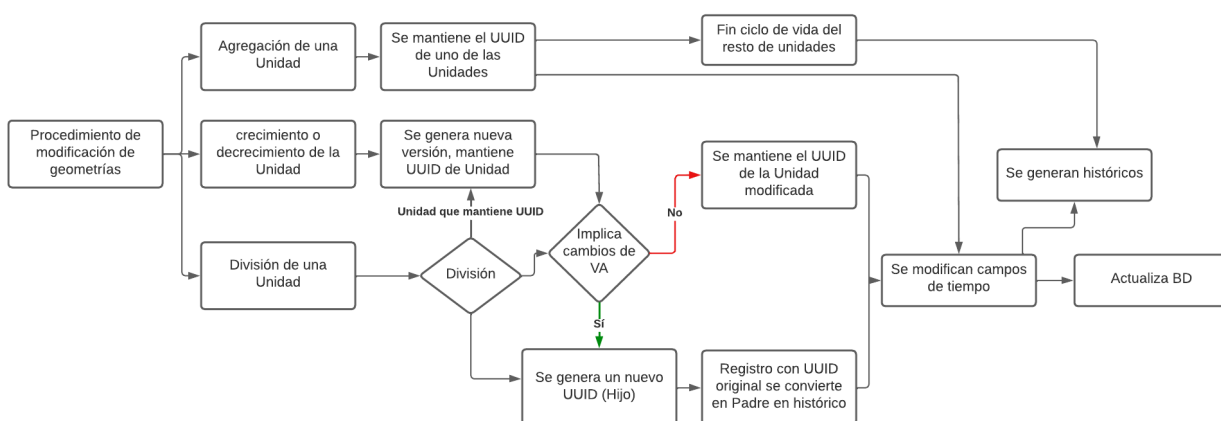 Agregación de una
Unidad
Se mantiene el UUID
de uno de las
Unidades
Fin ciclo de vida del
resto de unidades
Procedimiento de
modificación de
geometrías
crecimiento o
decrecimiento de la
Unidad
Se genera nueva
versión, mantiene
UUID de Unidad
Se mantiene el UUID
de la Unidad
modificada
Se generan históricos
Unidad que mantiene UUID
No
Implica
cambios de
VA
División de una
Unidad
División
Se modifican campos
de tiempo
Actualiza BD
Sí
Se genera un nuevo
UUID (Hijo)
Registro con UUID
original se convierte
en Padre en histórico